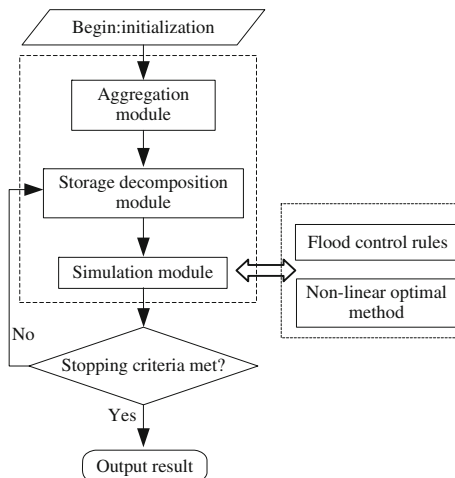 Begin:initialization
Aggregation
module
Storage decomposition
module
Simulation module
Flood control rules
Non-linear optimal
method
No
Stopping criteria met?
Yes
Output result